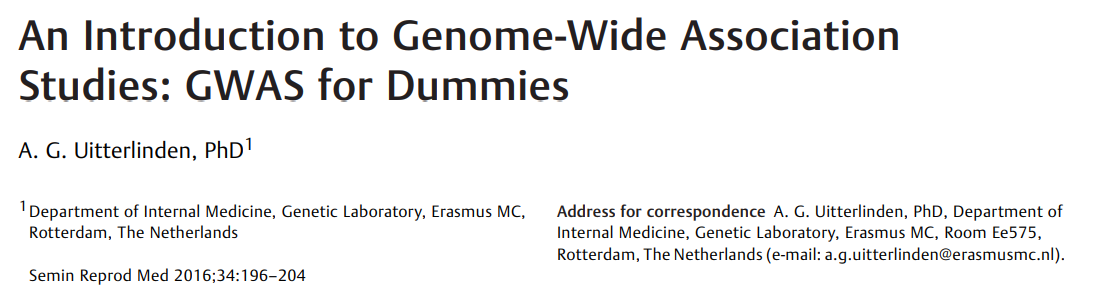 An Introduction to Genome-Wide Association
Studies: GWAS for Dummies
A. G. Uitterlinden, PhD1
1 Department of Internal Medicine, Genetic Laboratory, Erasmus MC,
Rotterdam, The Netherlands
Semin Reprod Med 2016;34:196–204
Address for correspondence A. G. Uitterlinden, PhD, Department of
Internal Medicine, Genetic Laboratory, Erasmus MC, Room Ee575,
Rotterdam, The Netherlands (e-mail: a.g.uitterlinden@erasmusmc.nl).